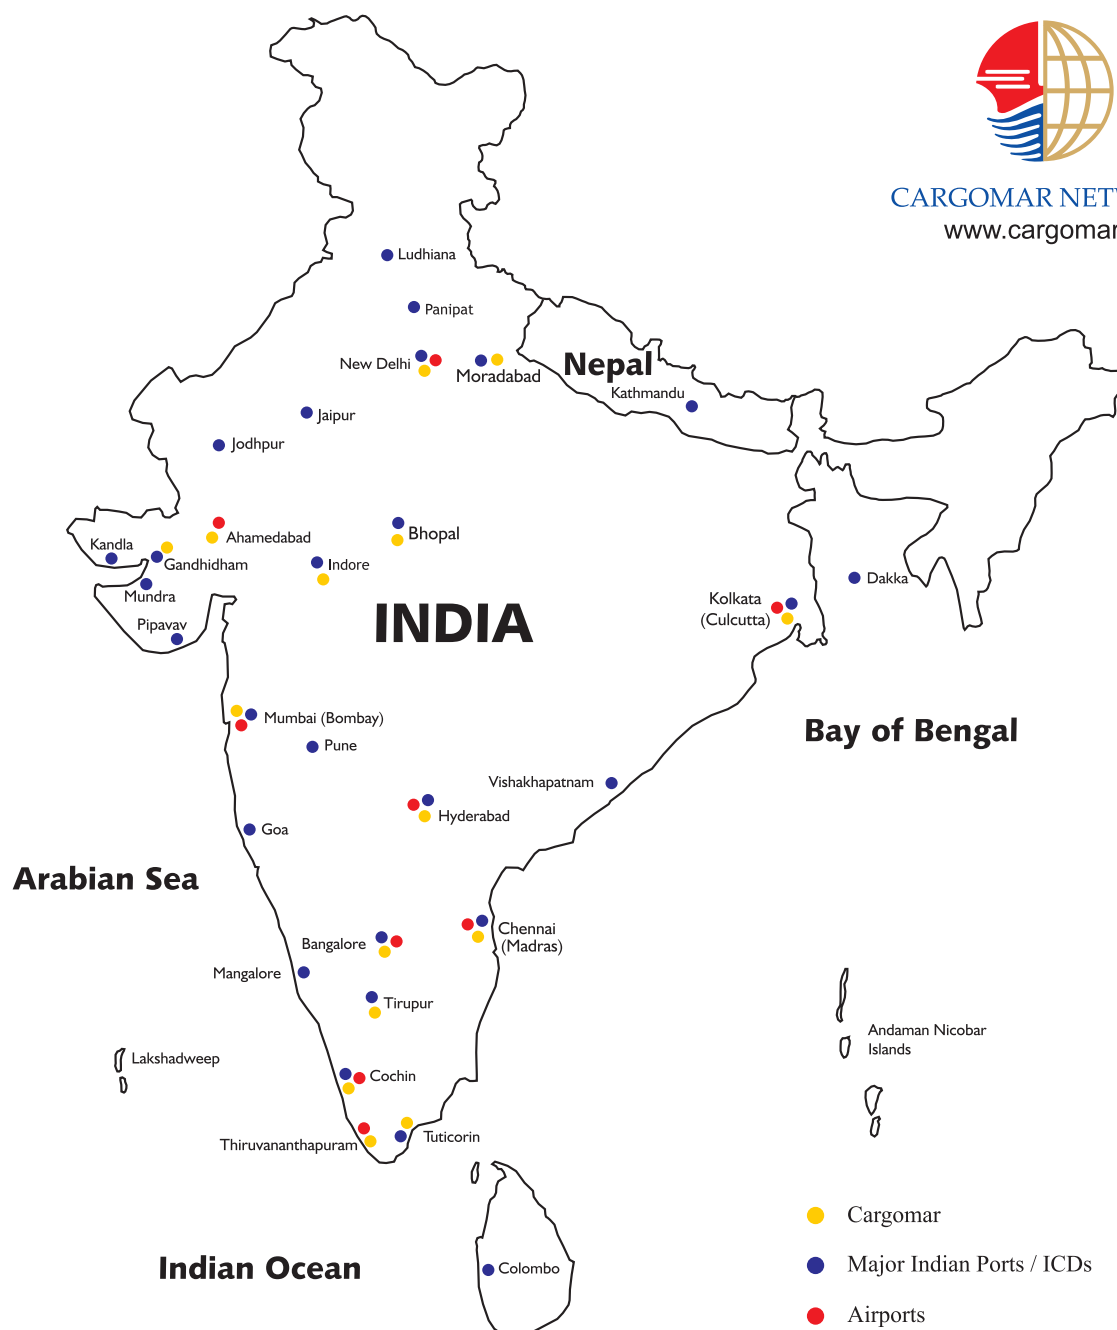 CARGOMAR NET
www.cargomar
Ludhiana
Panipat
New Delhi
Moradabad
Nepal
Kathmandu
Jaipur
Jodhpur
Ahamedabad
Bhopal
Kandla
Gandhidham
Indore
Mundra
Pipavav
INDIA
Dakka
Kolkata
(Culcutta)
Mumbai (Bombay)
Pune
Bay of Bengal
Vishakhapatnam
Hyderabad
Goa
Arabian Sea
Chennai
(Madras)
Bangalore
Mangalore
Tirupur
Andaman Nicobar
Islands
Lakshadweep
Cochin
Thiruvananthapuram
Tuticorin
Cargomar
Indian Ocean
Colombo
Major Indian Ports / ICDs
Airports